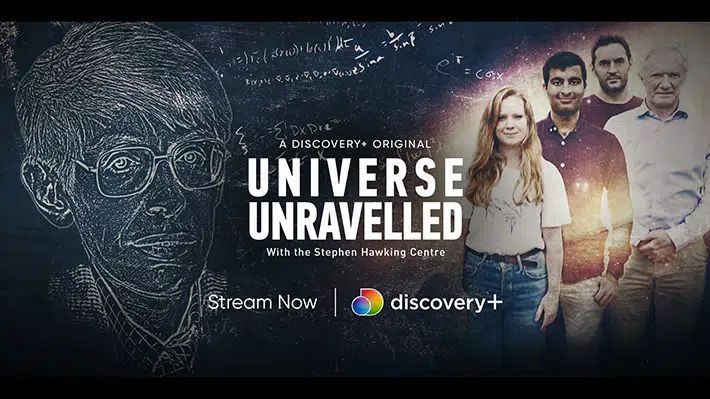 A DISCOVERY+ ORIGINAL
UNIVERSE
UNRAVELLED
With the Stephen Hawking Centre
Stream Now
discovery+